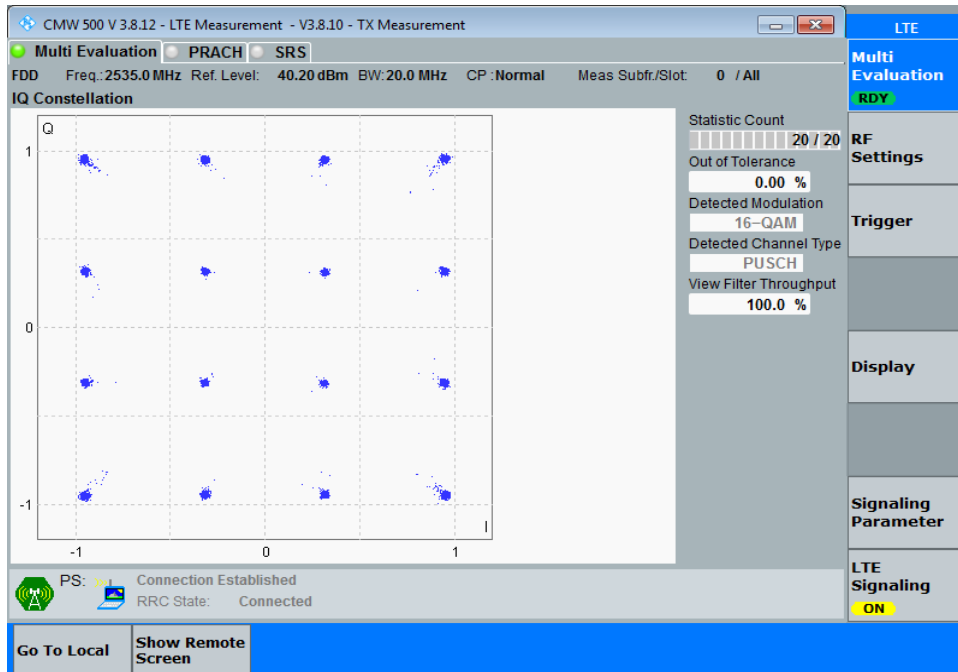 CMW 500 V 3.8.12 - LTE Measurement - V3.8.10 - TX Measurement
LTE
Multi Evaluation PRACH SRS
FDD Freq.:2535.0 MHz Ref. Level: 40.20 dBm BW:20.0 MHz CP :Normal Meas Subfr./Slot: 0 / All
IQ Constellation
Q
1
0
-1
I
-1 0 1
Statistic Count
20 / 20
Out of Tolerance
0.00 %
Detected Modulation
16-QAM
Detected Channel Type
PUSCH
View Filter Throughput
100.0 %
Multi
Evaluation
RDY
RF
Settings
Trigger
Display
Signaling
Parameter
LTE
Signaling
ON
PS: Connection Established
RRC State: Connected
Go To Local
Show Remote
Screen